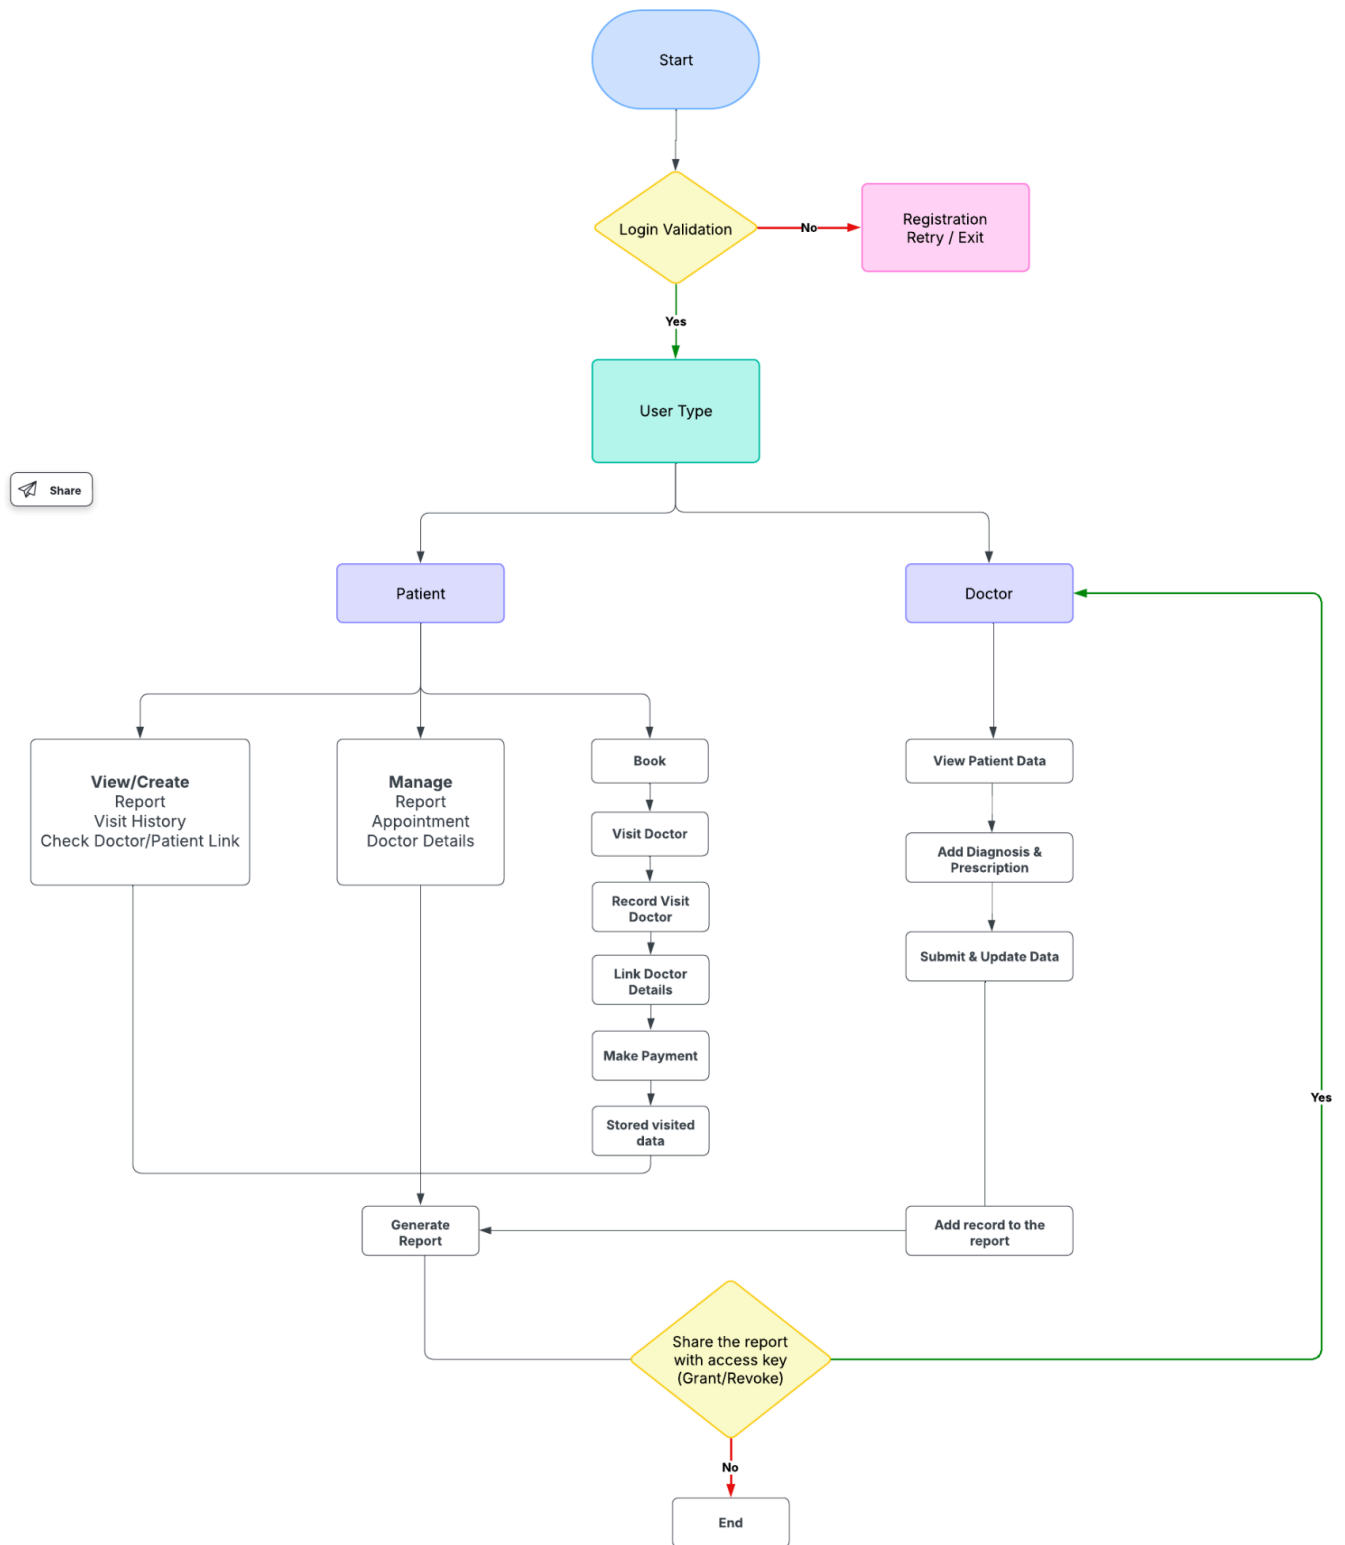 Start
Login Validation
No
Registration
Retry / Exit
Yes
User Type
Share
Patient
Doctor
View/Create
Report
Visit History
Check Doctor/Patient Link
Manage
Report
Appointment
Doctor Details
Book
Visit Doctor
Record Visit
Doctor
Link Doctor
Details
Make Payment
Stored visited
data
View Patient Data
Add Diagnosis &
Prescription
Submit & Update Data
Yes
Generate
Report
Add record to the
report
Share the report
with access key
(Grant/Revoke)
No
End